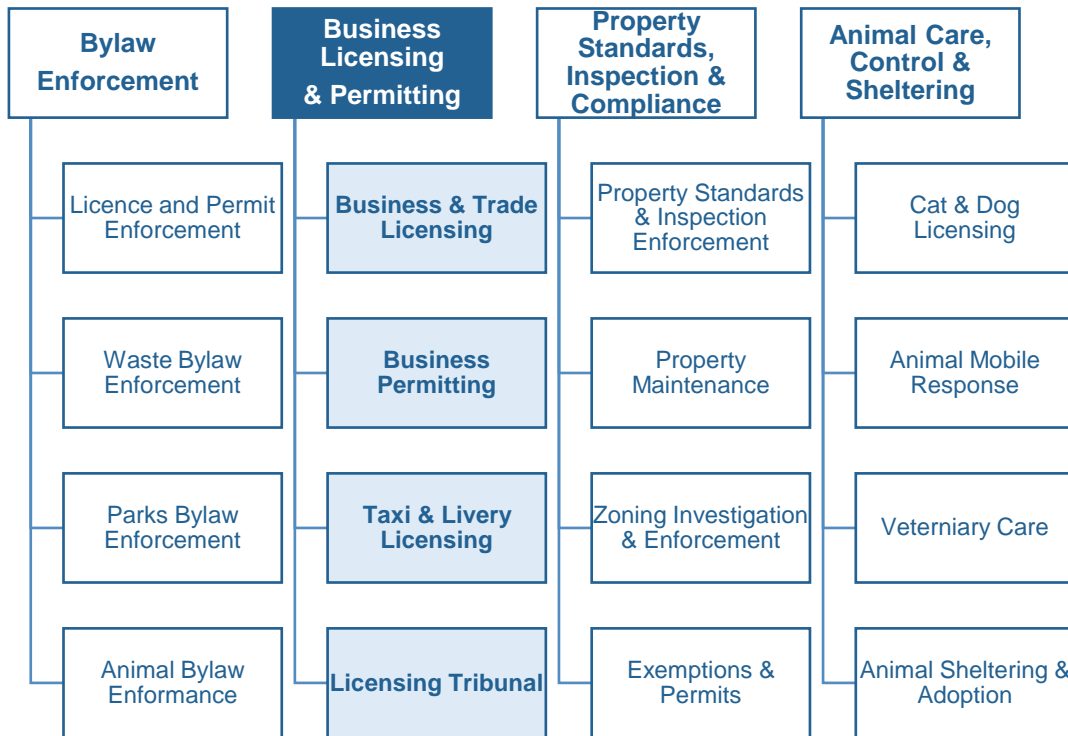 Bylaw
Enforcement
Licence and Permit
Enforcement
Waste Bylaw
Enforcement
Parks Bylaw
Enforcement
Animal Bylaw
Enformance
Business
Licensing
& Permitting
Business & Trade
Licensing
Business
Permitting
Taxi & Livery
Licensing
Licensing Tribunal
Property
Standards,
Inspection &
Compliance
Property Standards
& Inspection
Enforcement
Property
Maintenance
Zoning Investigation
& Enforcement
Exemptions &
Permits
Animal Care,
Control &
Sheltering
Cat & Dog
Licensing
Animal Mobile
Response
Veterniary Care
Animal Sheltering &
Adoption